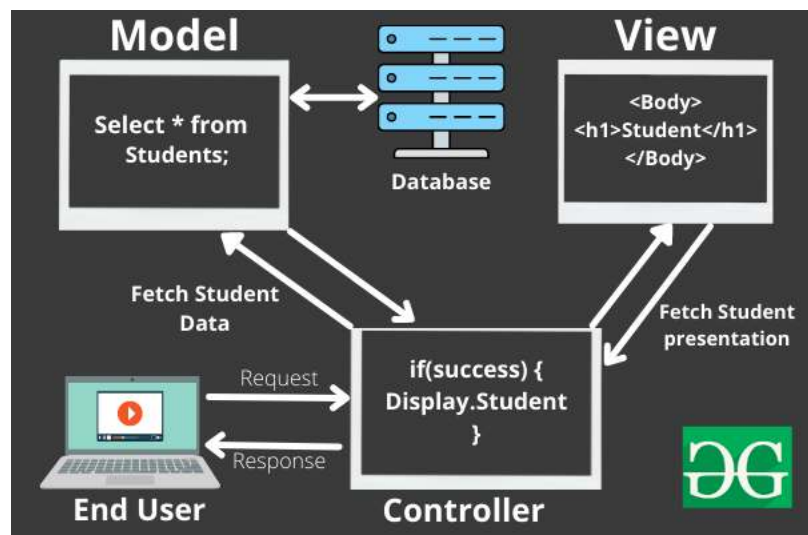 Model
View
Select * from
Students;
Database
<Body>
<h1>Student</h1>
</Body>
Fetch Student
Data
Fetch Student
presentation
Request
Response
if(success) {
Display.Student
}
End User
Controller